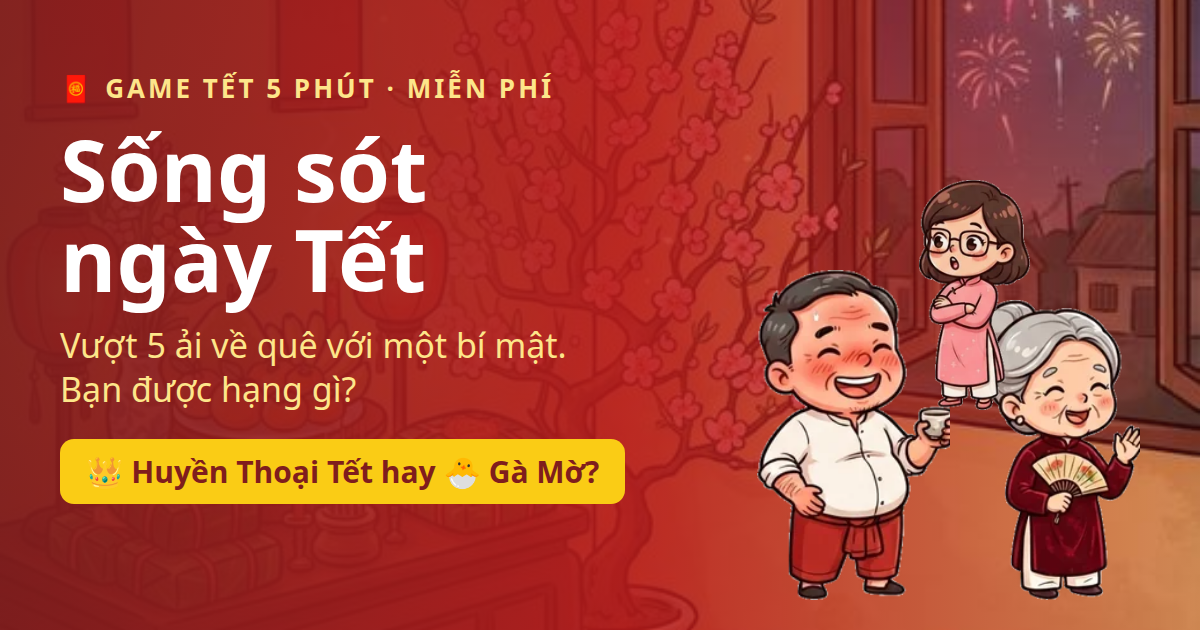 🧧 GAME TẾT 5 PHÚT · MIỄN PHÍ
Sống sót
ngày Tết
Vượt 5 ải về quê với một bí mật.
Bạn được hạng gì?
👑 Huyền Thoại Tết hay 🐣 Gà Mờ?